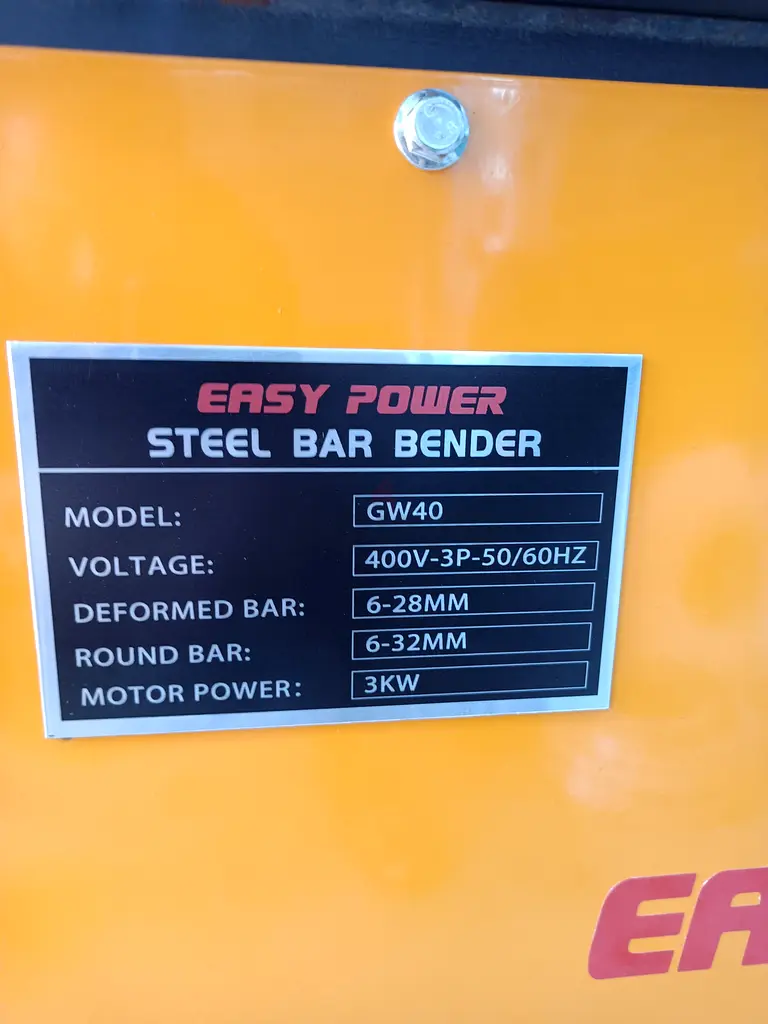 EASY POWER
STEEL BAR BENDER
MODEL: GW40
VOLTAGE: 400V-3P-50/60HZ
DEFORMED BAR: 6-28MM
ROUND BAR: 6-32MM
MOTOR POWER: 3KW
EA